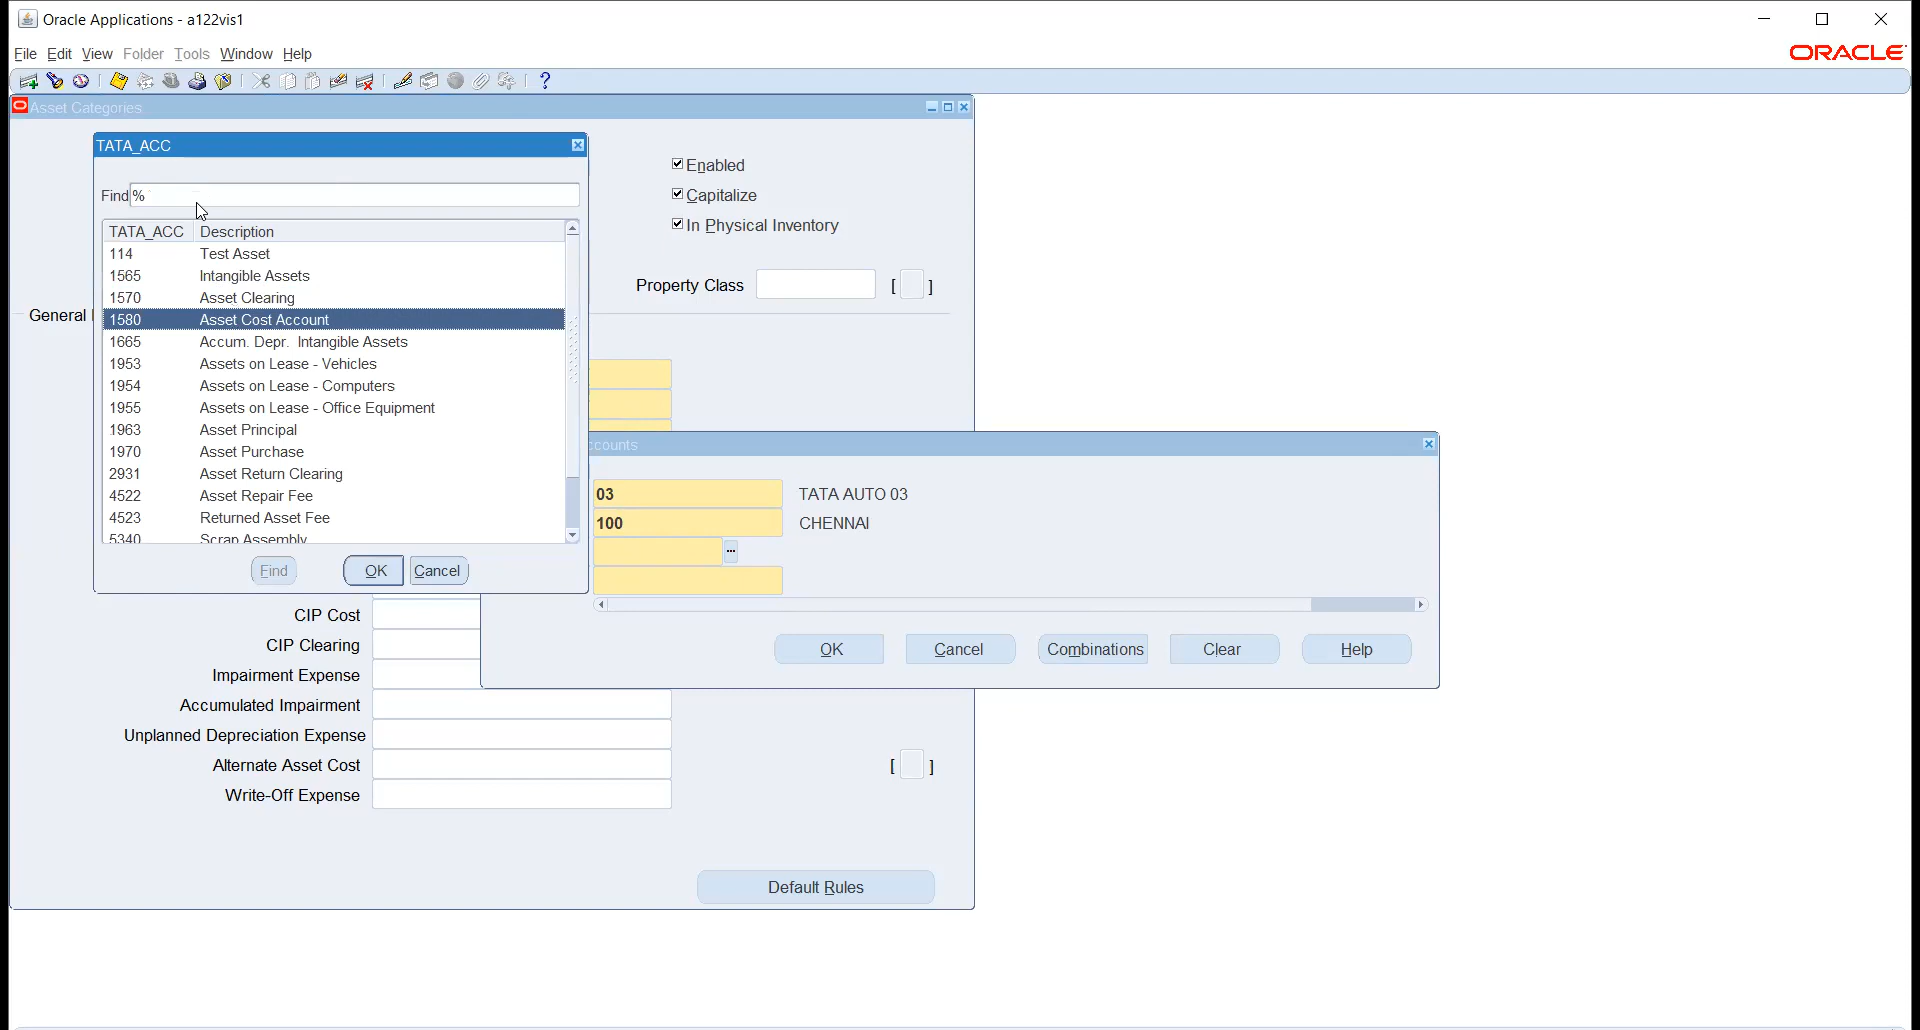 Oracle Applications - a122vis1
File Edit View Folder Tools Window Help
ORACLE
Asset Categories
TATA_ACC
Find %
TATA_ACC Description
114 Test Asset
1565 Intangible Assets
1570 Asset Clearing
1580 Asset Cost Account
1665 Accum. Depr. Intangible Assets
1953 Assets on Lease - Vehicles
1954 Assets on Lease - Computers
1955 Assets on Lease - Office Equipment
1963 Asset Principal
1970 Asset Purchase
2931 Asset Return Clearing
4522 Asset Repair Fee
4523 Returned Asset Fee
5340 Scrap Assembly
Find OK Cancel
Enabled
Capitalize
In Physical Inventory
Property Class [ ]
General
ccounts
03 TATA AUTO 03
100 CHENNAI
...
OK Cancel Combinations Clear Help
CIP Cost
CIP Clearing
Impairment Expense
Accumulated Impairment
Unplanned Depreciation Expense
Alternate Asset Cost [ ]
Write-Off Expense
Default Rules